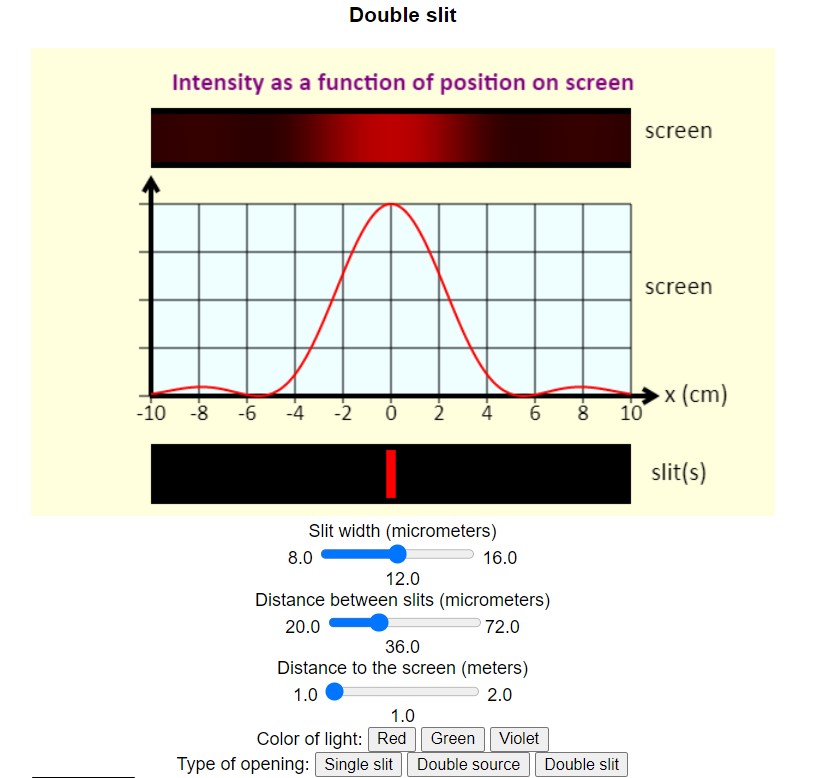 Double slit
Intensity as a function of position on screen
screen
screen
x (cm)
-10 -8 -6 -4 -2 0 2 4 6 8 10
slit(s)
Slit width (micrometers)
8.0 16.0
12.0
Distance between slits (micrometers)
20.0 72.0
36.0
Distance to the screen (meters)
1.0 2.0
1.0
Color of light: Red Green Violet
Type of opening: Single slit Double source Double slit